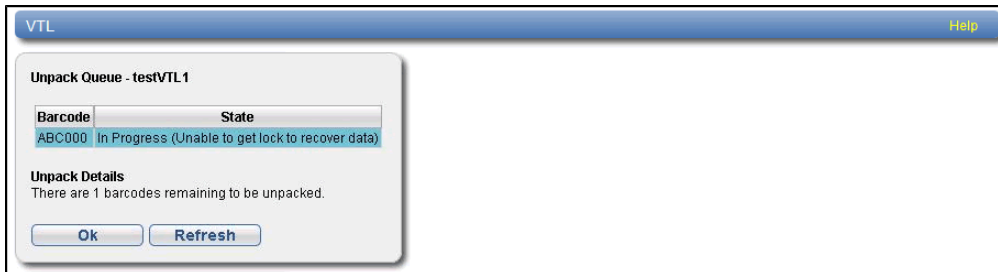 VTL Help
Unpack Queue - testVTL1
Barcode State
ABC000 In Progress (Unable to get lock to recover data)
Unpack Details
There are 1 barcodes remaining to be unpacked.
Ok Refresh